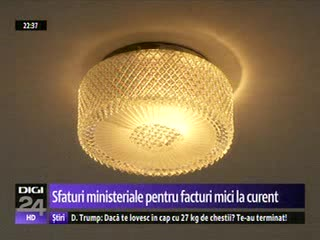 22:37
Sfaturi ministeriale pentru facturi mici la curent
DIGI
24
HD
Știri
D. Trump: Dacă te lovesc în cap cu 27 kg de chestii? Te-au terminat!